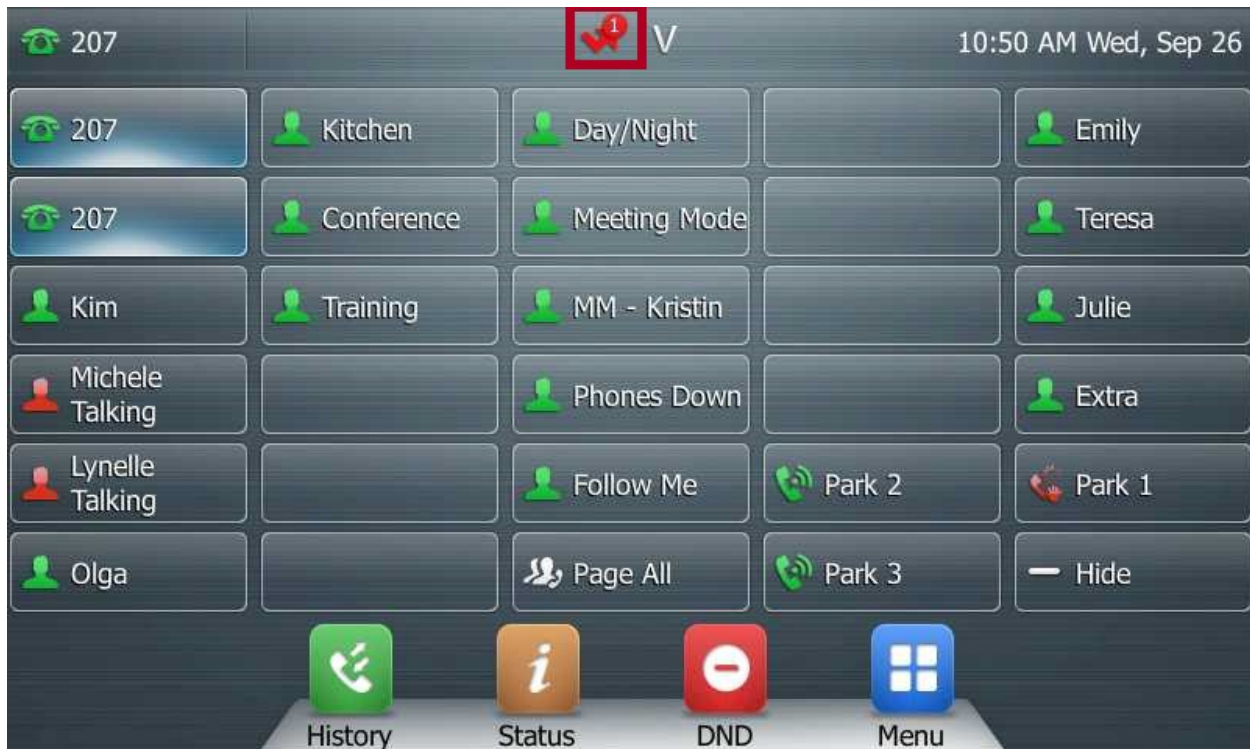 207
1
V
10:50 AM Wed, Sep 26
207
Kitchen
Day/Night
Emily
207
Conference
Meeting Mode
Teresa
Kim
Training
MM - Kristin
Julie
Michele
Talking
Phones Down
Extra
Lynelle
Talking
Follow Me
Park 2
Park 1
Olga
Page All
Park 3
Hide
i
History
Status
DND
Menu